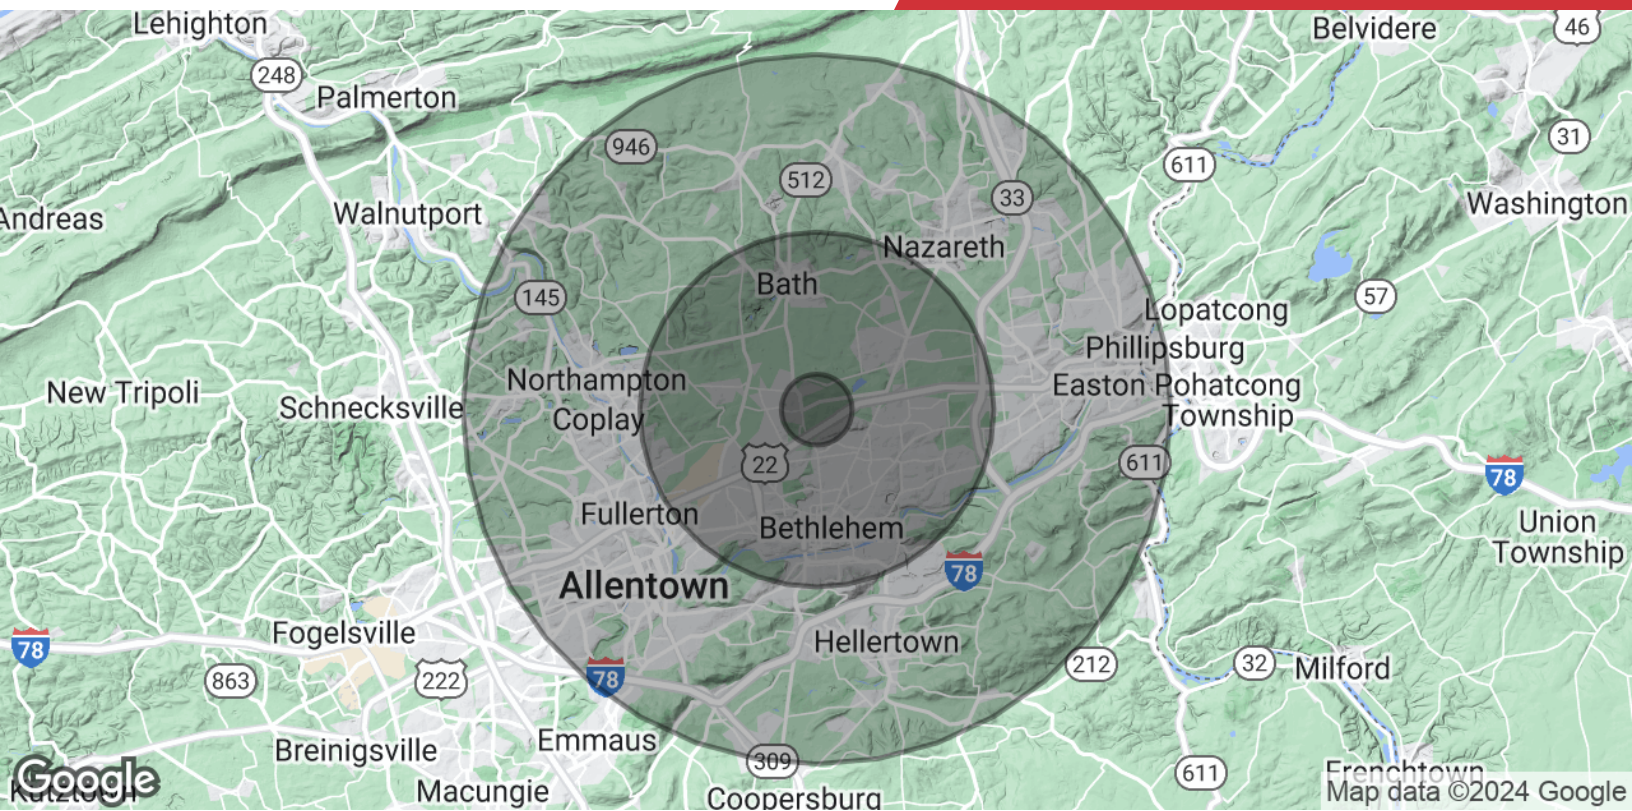 Lehighton
Belvidere
46
248
Palmerton
31
946
611
512
33
Andreas
Walnutport
Washington
Nazareth
Bath
145
57
Lopatcong
Phillipsburg
Northampton
Easton
Pohatcong
Township
New Tripoli
Schnecksville
Coplay
22
611
78
Fullerton
Bethlehem
Union
Township
78
Allentown
Fogelsville
Hellertown
78
863
222
78
212
32
Milford
Breinigsville
Emmaus
309
611
Frenchtown
Google
Kutztown
Macungie
Coopersburg
Map data ©2024 Google